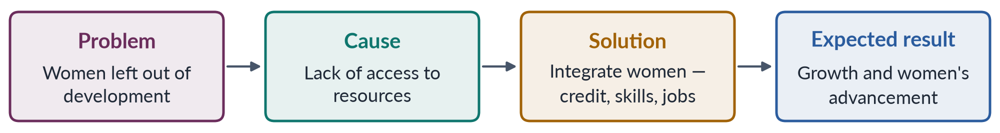 Problem
Women left out of
development
Cause
Lack of access to
resources
Solution
Integrate women —
credit, skills, jobs
Expected result
Growth and women's
advancement